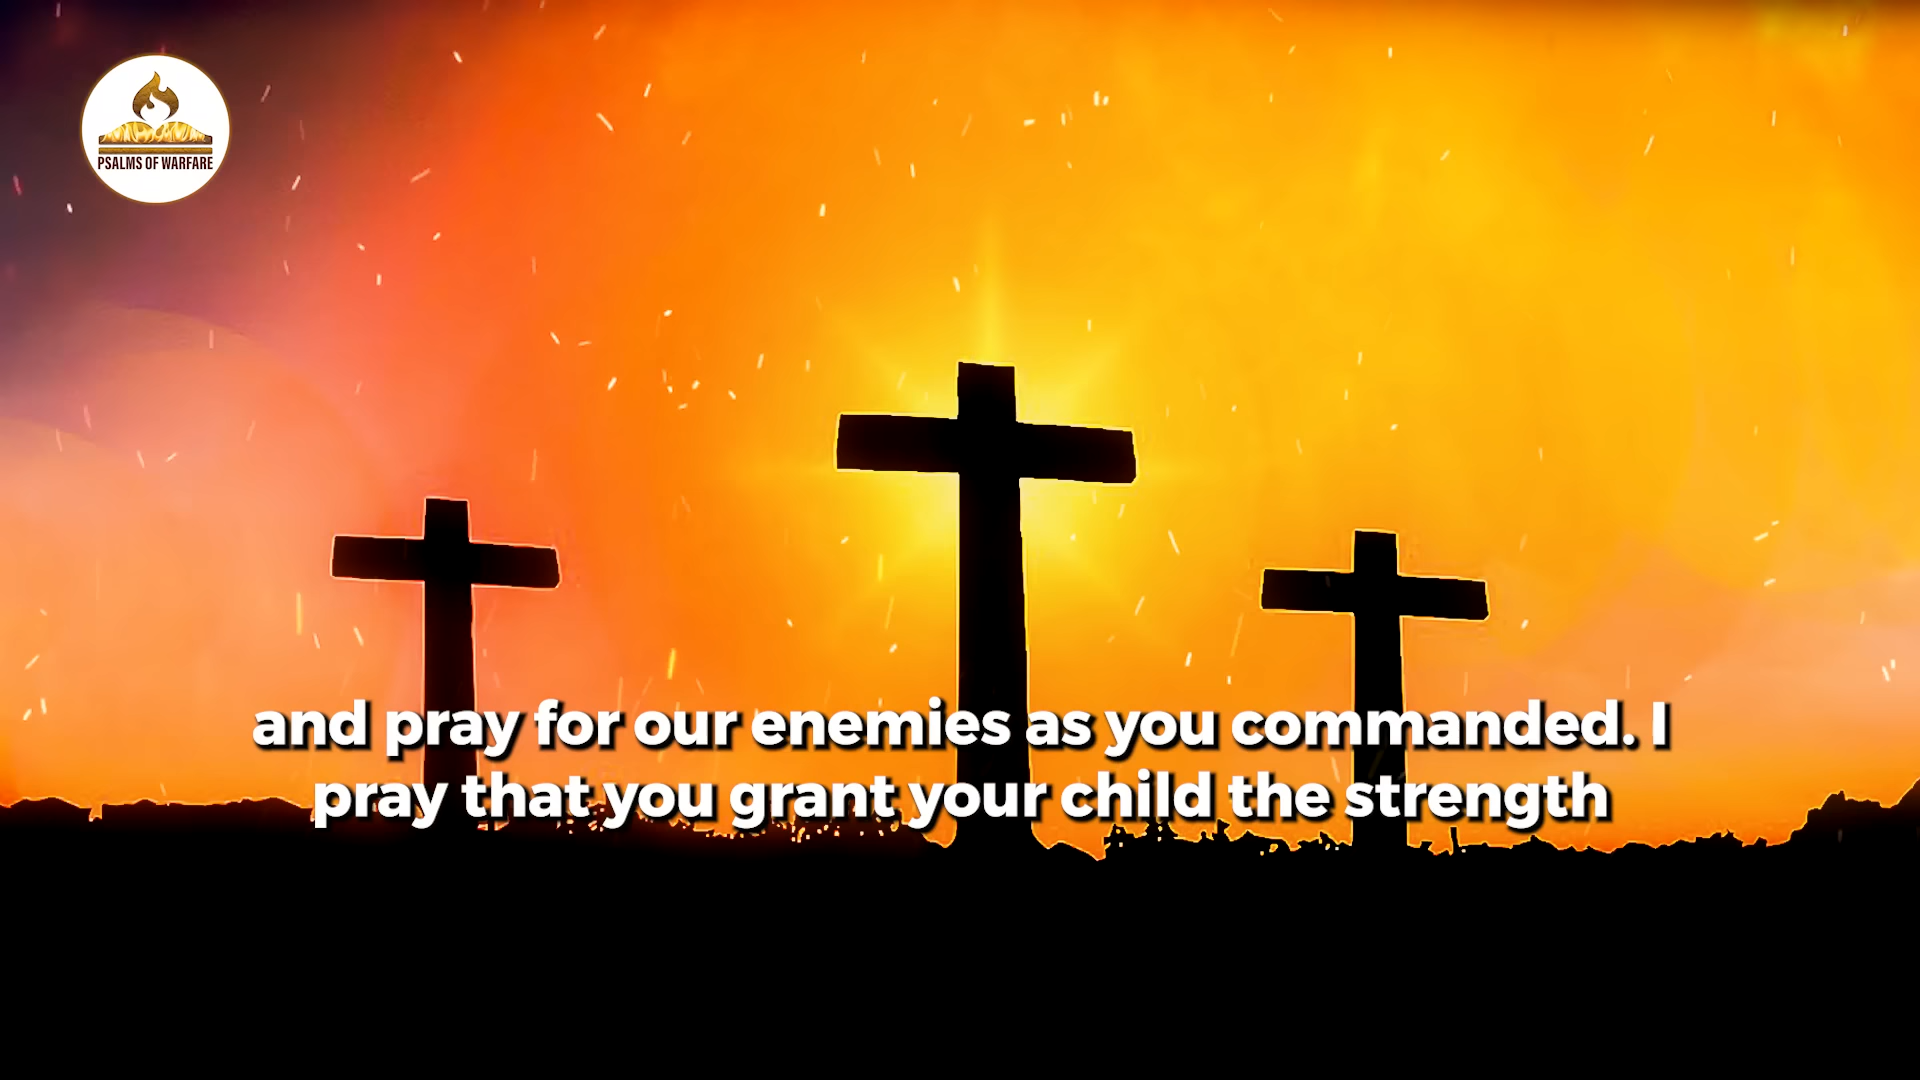 PSALMS OF WARFARE
and pray for our enemies as you commanded. I
pray that you grant your child the strength